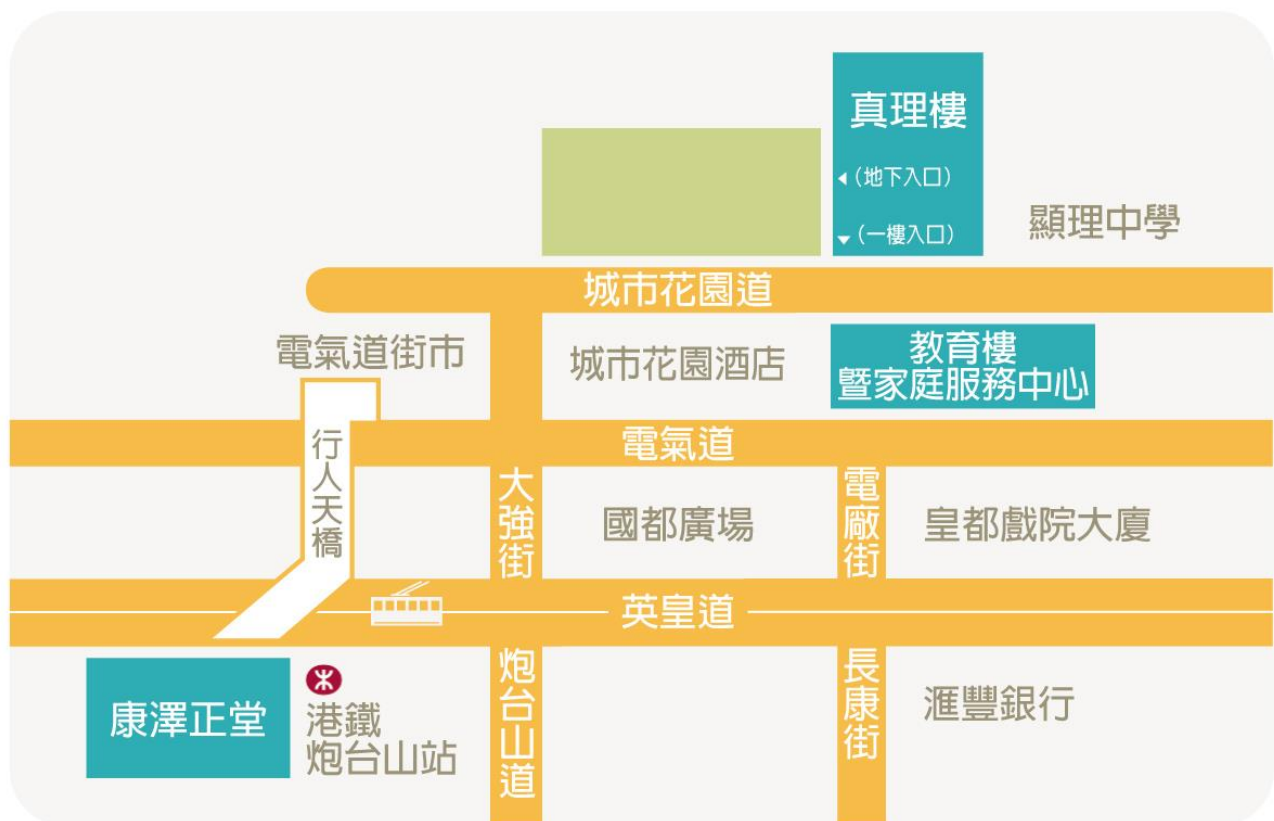 真理樓
(地下入口)
(一樓入口)
顯理中學
城市花園道
電氣道街市
城市花園酒店
教育樓
暨家庭服務中心
電氣道
行人天橋
大強街
國都廣場
電廠街
皇都戲院大廈
英皇道
康澤正堂
港鐵
炮台山站
炮台山道
長康街
滙豐銀行